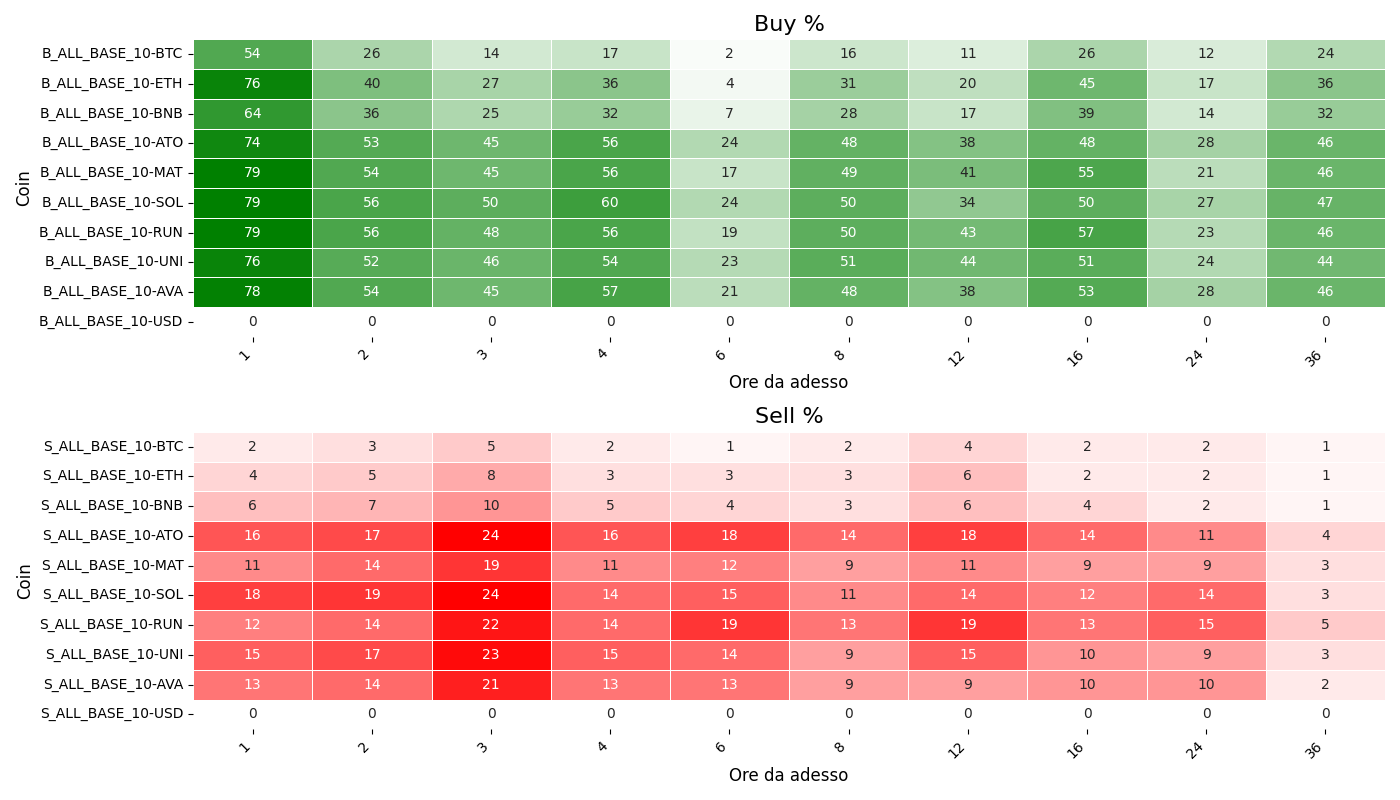 Buy %
Coin
B_ALL_BASE_10-BTC 54 26 14 17 2 16 11 26 12 24
B_ALL_BASE_10-ETH 76 40 27 36 4 31 20 45 17 36
B_ALL_BASE_10-BNB 64 36 25 32 7 28 17 39 14 32
B_ALL_BASE_10-ATO 74 53 45 56 24 48 38 48 28 46
B_ALL_BASE_10-MAT 79 54 45 56 17 49 41 55 21 46
B_ALL_BASE_10-SOL 79 56 50 60 24 50 34 50 27 47
B_ALL_BASE_10-RUN 79 56 48 56 19 50 43 57 23 46
B_ALL_BASE_10-UNI 76 52 46 54 23 51 44 51 24 44
B_ALL_BASE_10-AVA 78 54 45 57 21 48 38 53 28 46
B_ALL_BASE_10-USD 0 0 0 0 0 0 0 0 0 0
1 2 3 4 6 8 12 16 24 36
Ore da adesso
Sell %
Coin
S_ALL_BASE_10-BTC 2 3 5 2 1 2 4 2 2 1
S_ALL_BASE_10-ETH 4 5 8 3 3 3 6 2 2 1
S_ALL_BASE_10-BNB 6 7 10 5 4 3 6 4 2 1
S_ALL_BASE_10-ATO 16 17 24 16 18 14 18 14 11 4
S_ALL_BASE_10-MAT 11 14 19 11 12 9 11 9 9 3
S_ALL_BASE_10-SOL 18 19 24 14 15 11 14 12 14 3
S_ALL_BASE_10-RUN 12 14 22 14 19 13 19 13 15 5
S_ALL_BASE_10-UNI 15 17 23 15 14 9 15 10 9 3
S_ALL_BASE_10-AVA 13 14 21 13 13 9 9 10 10 2
S_ALL_BASE_10-USD 0 0 0 0 0 0 0 0 0 0
1 2 3 4 6 8 12 16 24 36
Ore da adesso